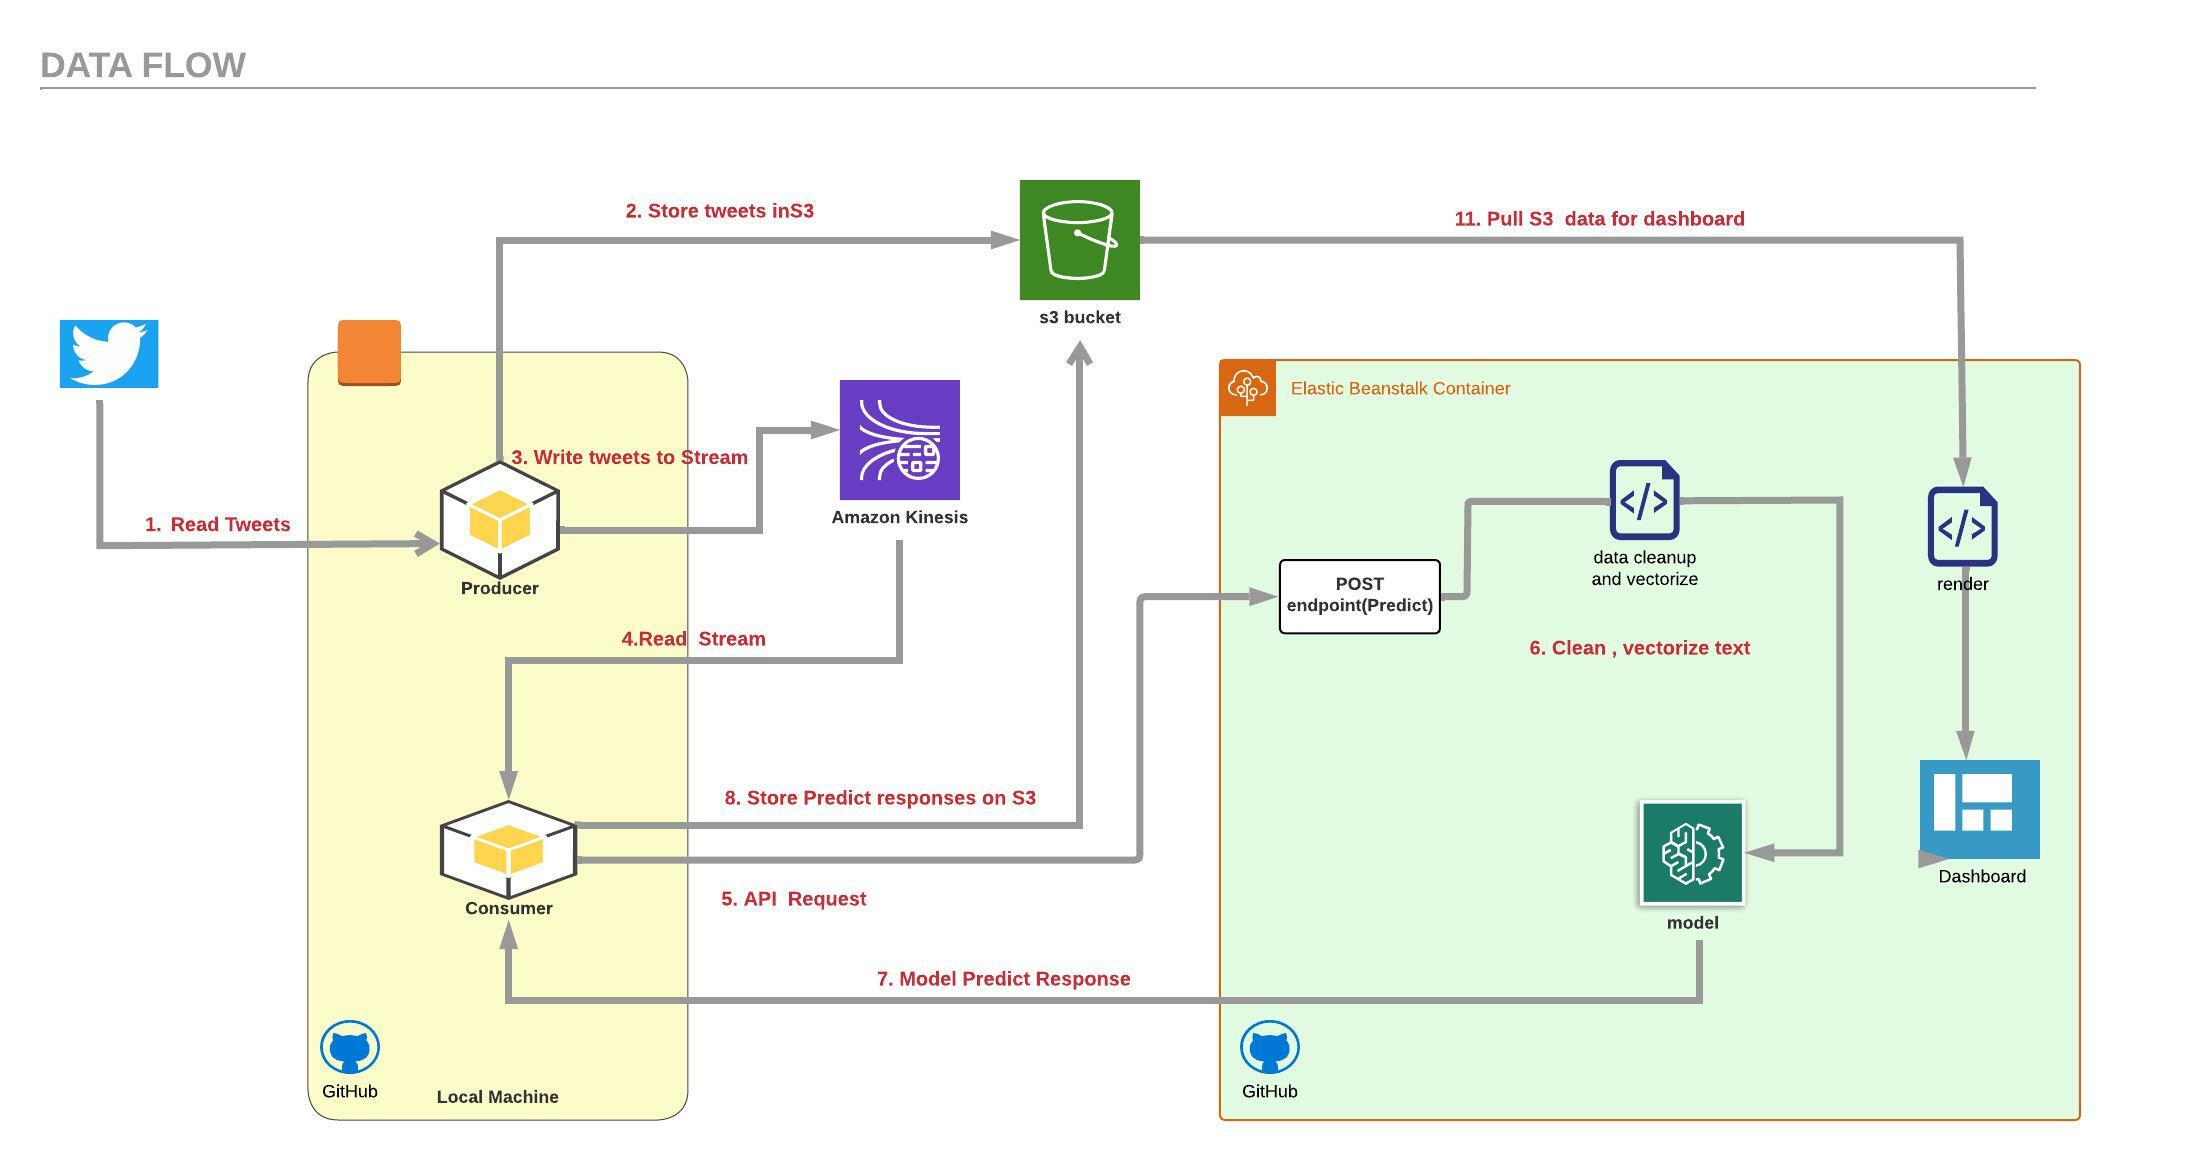 DATA FLOW
2. Store tweets inS3
11. Pull S3  data for dashboard
s3 bucket
Elastic Beanstalk Container
3. Write tweets to Stream
Amazon Kinesis
1.  Read Tweets
Producer
data cleanup
and vectorize
render
POST
endpoint(Predict)
4.Read  Stream
6. Clean , vectorize text
8. Store Predict responses on S3
Dashboard
5. API  Request
Consumer
model
7. Model Predict Response
GitHub
Local Machine
GitHub